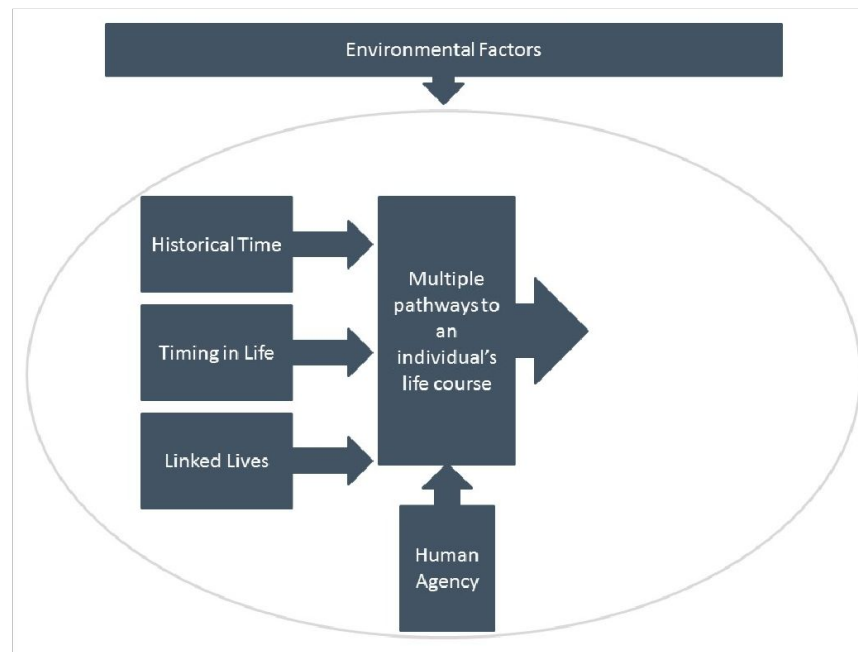 Environmental Factors
Historical Time
Timing in Life
Linked Lives
Multiple
pathways to
an
individual's
life course
Human
Agency